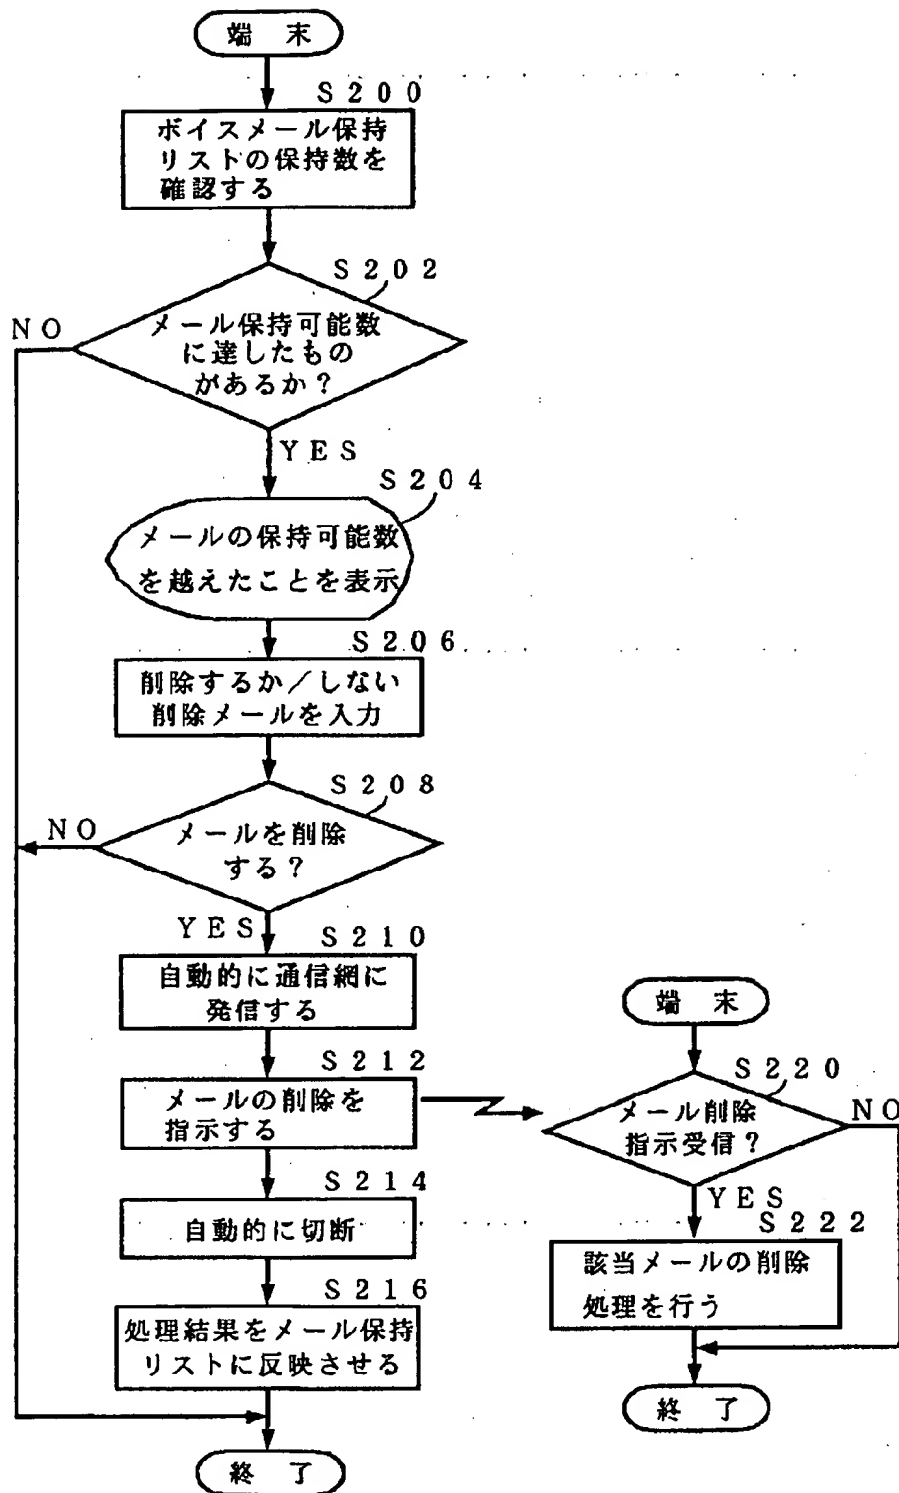 端 末
S200
ボイスメール保持
リストの保持数を
確認する
S202
NO
メール保持可能数
に達したもの
があるか？
YES
S204
メールの保持可能数
を越えたことを表示
S206
削除するか／しない
削除メールを入力
S208
NO
メールを削除
する？
YES
S210
自動的に通信網に
発信する
S212
メールの削除を
指示する
S214
自動的に切断
S216
処理結果をメール保持
リストに反映させる
終 了
端 末
S220
メール削除
指示受信？
NO
YES
S222
該当メールの削除
処理を行う
終 了